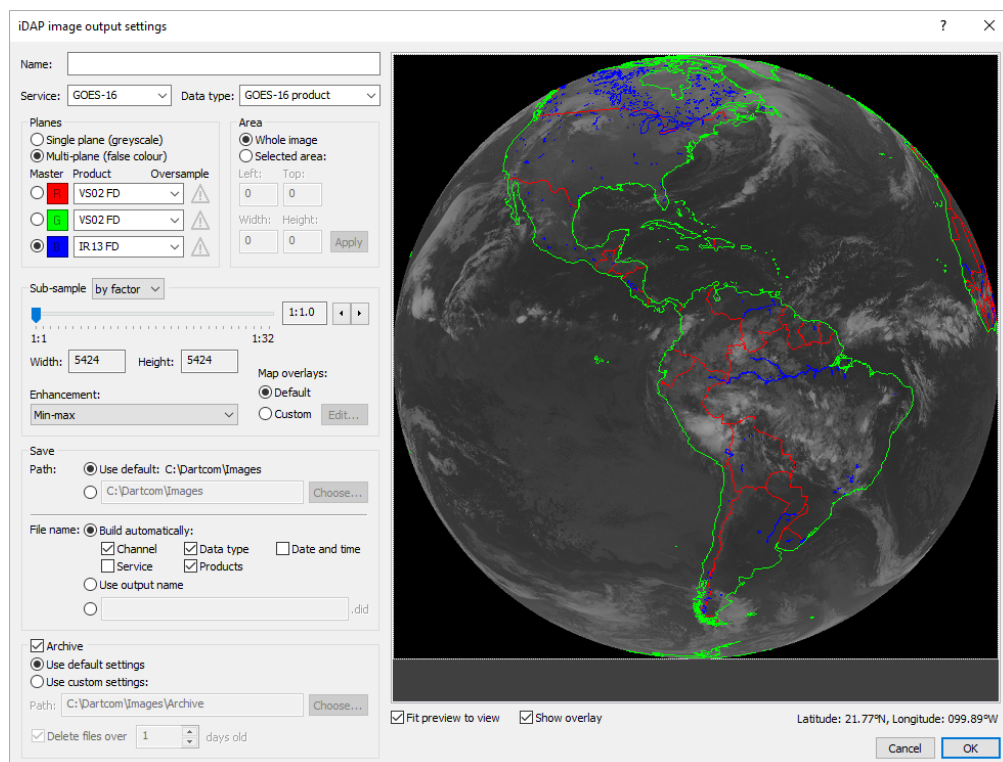 iDAP image output settings
?
Name:
Service: GOES-16 Data type: GOES-16 product
Planes
Single plane (greyscale)
Multi-plane (false colour)
Master Product Oversample
R VS02 FD
G VS02 FD
B IR13 FD
Area
Whole image
Selected area:
Left: Top:
0 0
Width: Height:
0 0 Apply
Sub-sample by factor
1:1.0
1:1 1:32
Width: 5424 Height: 5424
Map overlays:
Default
Custom Edit...
Enhancement:
Min-max
Save
Path: Use default: C:\Dartcom\Images
C:\Dartcom\Images Choose...
File name: Build automatically:
Channel Data type Date and time
Service Products
Use output name
.did
Archive
Use default settings
Use custom settings:
Path: C:\Dartcom\Images\Archive Choose...
Delete files over 1 days old
Fit preview to view Show overlay Latitude: 21.77°N, Longitude: 099.89°W
Cancel OK